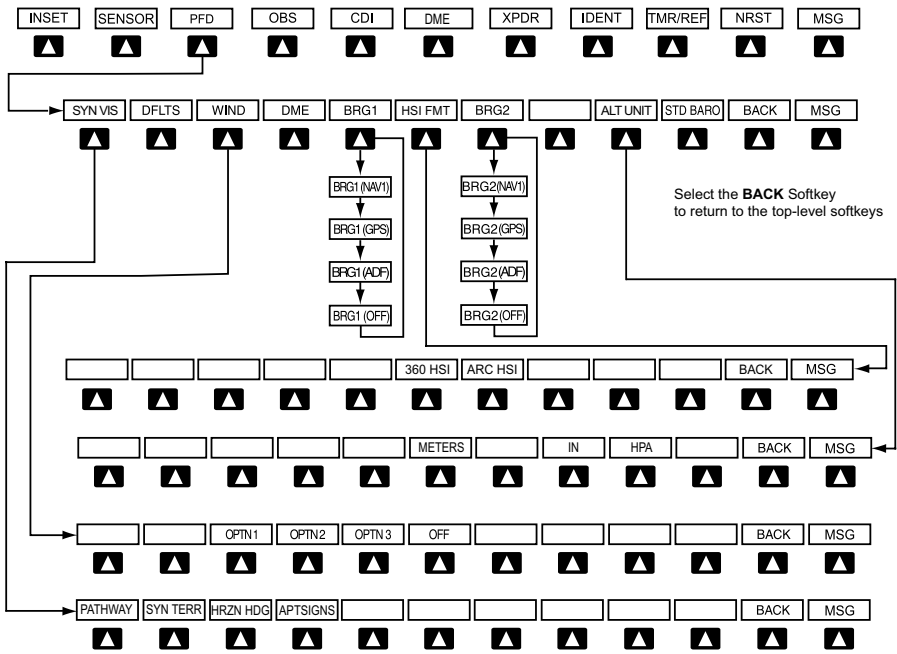 INSET SENSOR PFD OBS CDI DME XPDR IDENT TMR/REF NRST MSG
SYN VIS DFLTS WIND DME BRG1 HSI FMT BRG2 ALT UNIT STD BARO BACK MSG
BRG1(NAV1) BRG2(NAV1)
BRG1(GPS) BRG2(GPS)
BRG1(ADF) BRG2(ADF)
BRG1(OFF) BRG2(OFF)
Select the BACK Softkey
to return to the top-level softkeys
360 HSI ARC HSI BACK MSG
METERS IN HPA BACK MSG
OPTN 1 OPTN 2 OPTN 3 OFF BACK MSG
PATHWAY SYN TERR HRZN HDG APTSIGNS BACK MSG